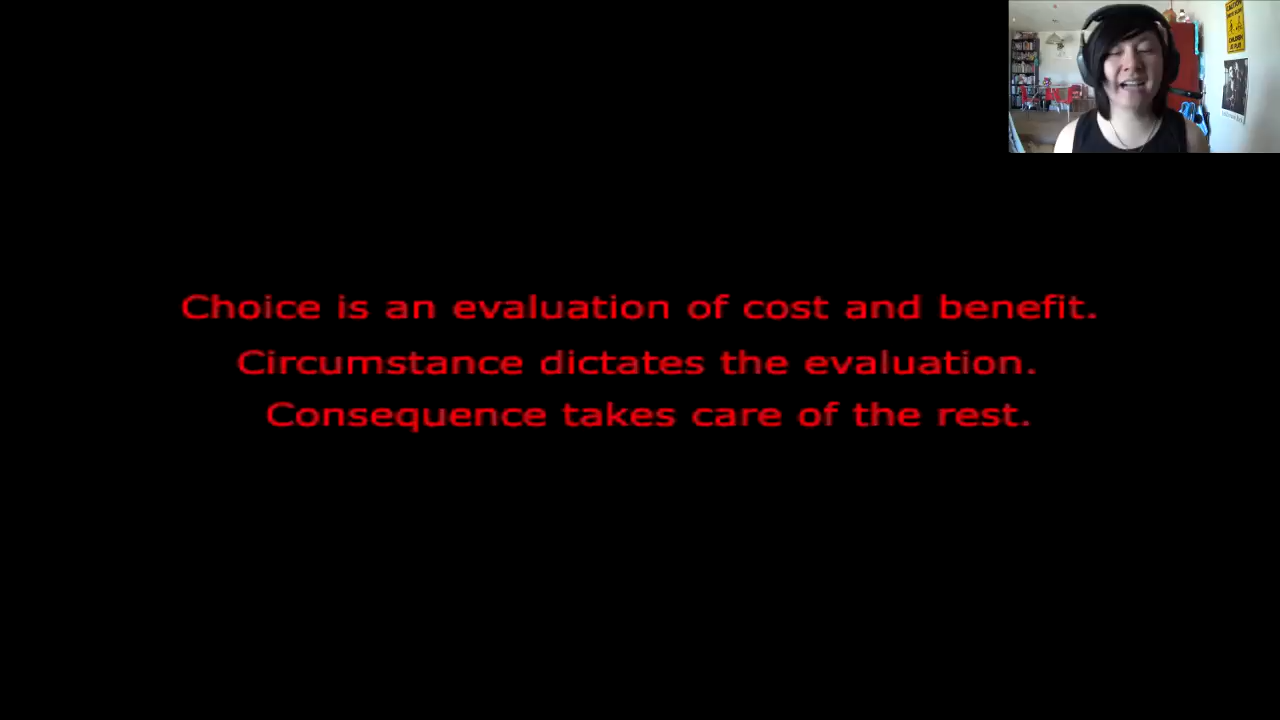 Choice is an evaluation of cost and benefit.
Circumstance dictates the evaluation.
Consequence takes care of the rest.